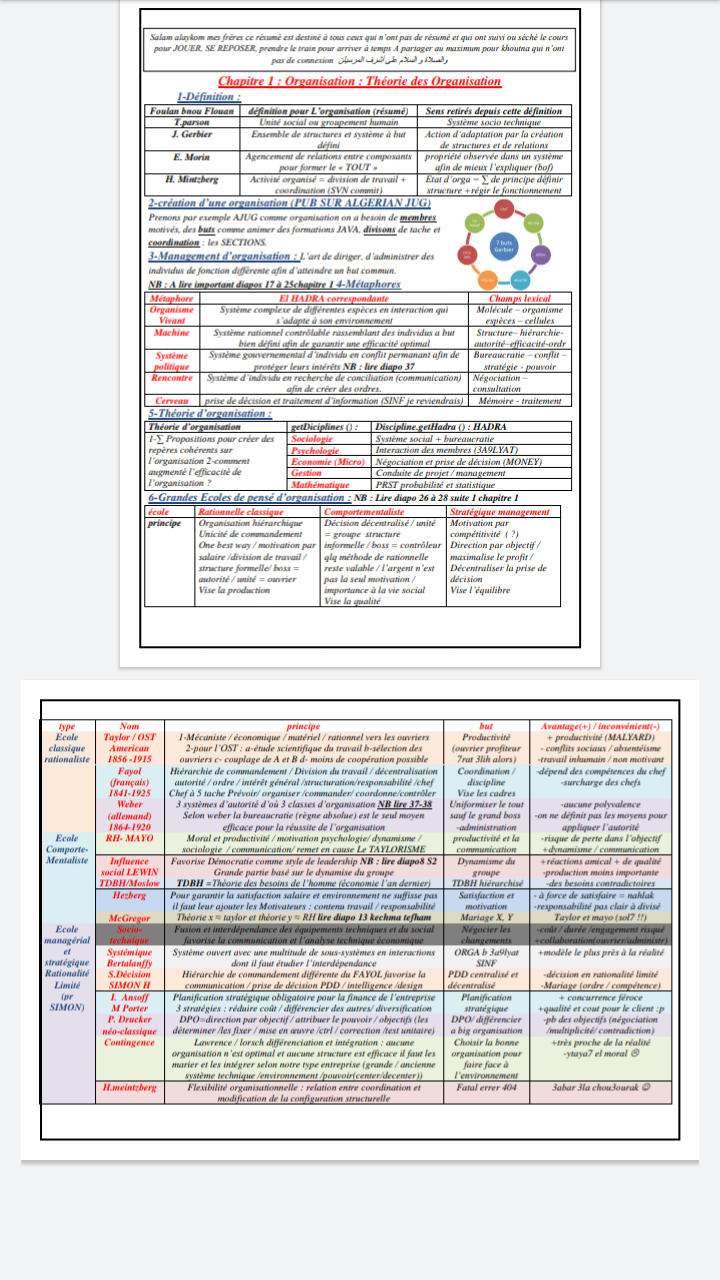 Salam alaykom mes frères ce résumé est destiné à tous ceux qui n'ont pas de résumé et qui ont suivi ou séché le cours
pour JOUER, SE REPOSER, prendre le train pour arriver à temps A partager au maximum pour khoutna qui n'ont
pas de connexion والصلاة و السلام على أشرف المرسلين
Chapitre 1 : Organisation : Théorie des Organisation
1-Définition :
Foulan bnou Floulan définition pour L'organisation (résumé) Sens retirés depuis cette définition
T.parson Unité social ou groupement humain Système socio technique
J. Gerbier Ensemble de structures et système à but Action d'adaptation par la création
défini de structures et de relations
E. Morin Agencement de relations entre composants propriété observée dans un système
pour former le « TOUT » afin de mieux l'expliquer (bof)
H. Mintzberg Activité organisé = division de travail + Etat d'orga = ∑ de principe définir
coordination (SVN commit) structure +régir le fonctionnement
2-création d'une organisation (PUB SUR ALGERIAN JUG)
Prenons par exemple AJUG comme organisation on a besoin de membres
motivés, des buts comme animer des formations JAVA, divisons de tache et
coordination : les SECTIONS.
7 buts
Gerbier
3-Management d'organisation : L'art de diriger, d'administrer des
individus de fonction différente afin d'atteindre un but commun.
NB : A lire important diapos 17 à 25chapitre 1 4-Métaphores
Métaphore El HADRA correspondante Champs lexical
Organisme Système complexe de différentes espèces en interaction qui Molécule – organisme
Vivant s'adapte à son environnement espèces – cellules
Machine Système rationnel contrôlable rassemblant des individus a but Structure– hiérarchie-
bien défini afin de garantir une efficacité optimal autorité–efficacité-ordr
Système Système gouvernemental d'individu en conflit permanant afin de Bureaucratie – conflit –
politique protéger leurs intérêts NB : lire diapo 37 stratégie - pouvoir
Rencontre Système d'individu en recherche de conciliation (communication) Négociation –
afin de créer des ordres. consultation
Cerveau prise de décision et traitement d'information (SINF je reviendrais) Mémoire - traitement
5-Théorie d'organisation :
Théorie d'organisation getDiciplines () : Discipline.getHadra () : HADRA
1-∑ Propositions pour créer des Sociologie Système social + bureaucratie
repères cohérents sur Psychologie Interaction des membres (3A9LYAT)
l'organisation 2-comment Economie (Micro) Négociation et prise de décision (MONEY)
augmenté l'efficacité de Gestion Conduite de projet / management
l'organisation ? Mathématique PRST probabilité et statistique
6-Grandes Ecoles de pensé d'organisation : NB : Lire diapo 26 à 28 suite 1 chapitre 1
école Rationnelle classique Comportementaliste Stratégique management
principe Organisation hiérarchique Décision décentralisé / unité Motivation par
Unicité de commandement = groupe structure compétitivité ( ?)
One best way / motivation par informelle / boss = contrôleur Direction par objectif /
salaire /division de travail / qlq méthode de rationnelle maximalise le profit /
structure formelle/ boss = reste valable / l'argent n'est Décentraliser la prise de
autorité / unité = ouvrier pas la seul motivation / décision
Vise la production importance à la vie social Vise l'équilibre
Vise la qualité
type Nom principe but Avantage(+) / inconvénient(-)
Ecole Taylor / OST 1-Mécaniste / économique / matériel / rationnel vers les ouvriers Productivité + productivité (MALYARD)
classique American 2-pour l'OST : a-étude scientifique du travail b-sélection des (ouvrier profiteur - conflits sociaux / absentéisme
rationaliste 1856 -1915 ouvriers c- couplage de A et B d- moins de coopération possible 7rat 3lih alors) -travail inhumain / non motivant
Fayol Hiérarchie de commandement / Division du travail / décentralisation Coordination / -dépend des compétences du chef
(français) autorité / ordre / intérêt général /structuration/responsabilité /chef discipline -surcharge des chefs
1841-1925 Chef à 5 tache Prévoir/ organiser /commander/ coordonne/contrôler Vise les cadres
Weber 3 systèmes d'autorité d'où 3 classes d'organisation NB lire 37-38 Uniformiser le tout -aucune polyvalence
(allemand) Selon weber la bureaucratie (règne absolue) est le seul moyen sauf le grand boss -on ne définit pas les moyens pour
1864-1920 efficace pour la réussite de l'organisation -administration appliquer l'autorité
Ecole RH- MAYO Moral et productivité / motivation psychologie/ dynamisme / productivité et la -risque de perte dans l'objectif
Comporte- sociologie / communication/ remet en cause Le TAYLORISME communication +dynamisme / communication
Mentaliste Influence Favorise Démocratie comme style de leadership NB : lire diapo8 S2 Dynamisme du +réactions amical + de qualité
social LEWIN Grande partie basé sur le dynamise du groupe groupe -production moins importante
TDBH/Moslow TDBH =Théorie des besoins de l'homme (économie l'an dernier) TDBH hiérarchisé -des besoins contradictoires
Hezberg Pour garantir la satisfaction salaire et environnement ne suffisse pas Satisfaction et - à force de satisfaire = nahlak
il faut leur ajouter les Motivateurs : contenu travail / responsabilité motivation -responsabilité pas clair à divisé
McGregor Théorie x ≈ taylor et théorie y ≈ RH lire diapo 13 kechma tefham Mariage X, Y Taylor et mayo (sol7 !!)
Ecole Socio- Fusion et interdépendance des équipements techniques et du social Négocier les -coût / durée /engagement risqué
managérial technique favorise la communication et l'analyse technique économique changements +collaboration(ouvrier/administr)
et Systémique Système ouvert avec une multitude de sous-systèmes en interactions ORGA b 3a9lyat +modèle le plus près à la réalité
stratégique Bertalanffy dont il faut étudier l'interdépendance SINF
Rationalité S.Décision Hiérarchie de commandement différente du FAYOL favorise la PDD centralisé et -décision en rationalité limité
Limité SIMON H communication / prise de décision PDD / intelligence /design décentralisé -Mariage (ordre / compétence)
(pr I. Ansoff Planification stratégique obligatoire pour la finance de l'entreprise Planification + concurrence féroce
SIMON) M Porter 3 stratégies : réduire coût / différencier des autres/ diversification stratégique +qualité et cout pour le client :p
P. Drucker DPO=direction par objectif / attribuer le pouvoir / objectifs (les DPO/ différencier -pb des objectifs (négociation
néo-classique déterminer /les fixer / mise en œuvre /ctrl / correction /test unitaire) a big organisation /multiplicité/ contradiction)
Contingence Lawrence / lorsch différenciation et intégration : aucune Choisir la bonne +très proche de la réalité
organisation n'est optimal et aucune structure est efficace il faut les organisation pour -ytaya7 el moral ☹
marier et les intégrer selon notre type entreprise (grande / ancienne faire face à
système technique /environnement /pouvoir(center/decenter)) l'environnement
H.meintzberg Flexibilité organisationnelle : relation entre coordination et Fatal errer 404 3abar 3la chou3ourak ☺
modification de la configuration structurelle